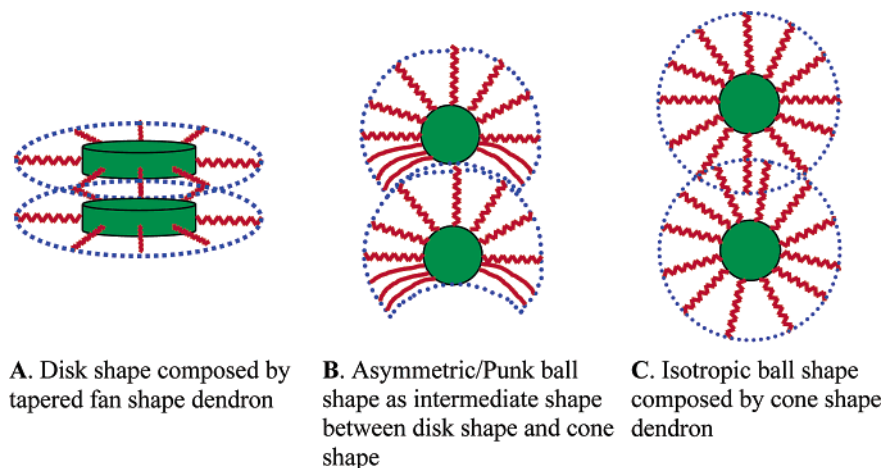 A. Disk shape composed by
tapered fan shape dendron
B. Asymmetric/Punk ball
shape as intermediate shape
between disk shape and cone
shape
C. Isotropic ball shape
composed by cone shape
dendron